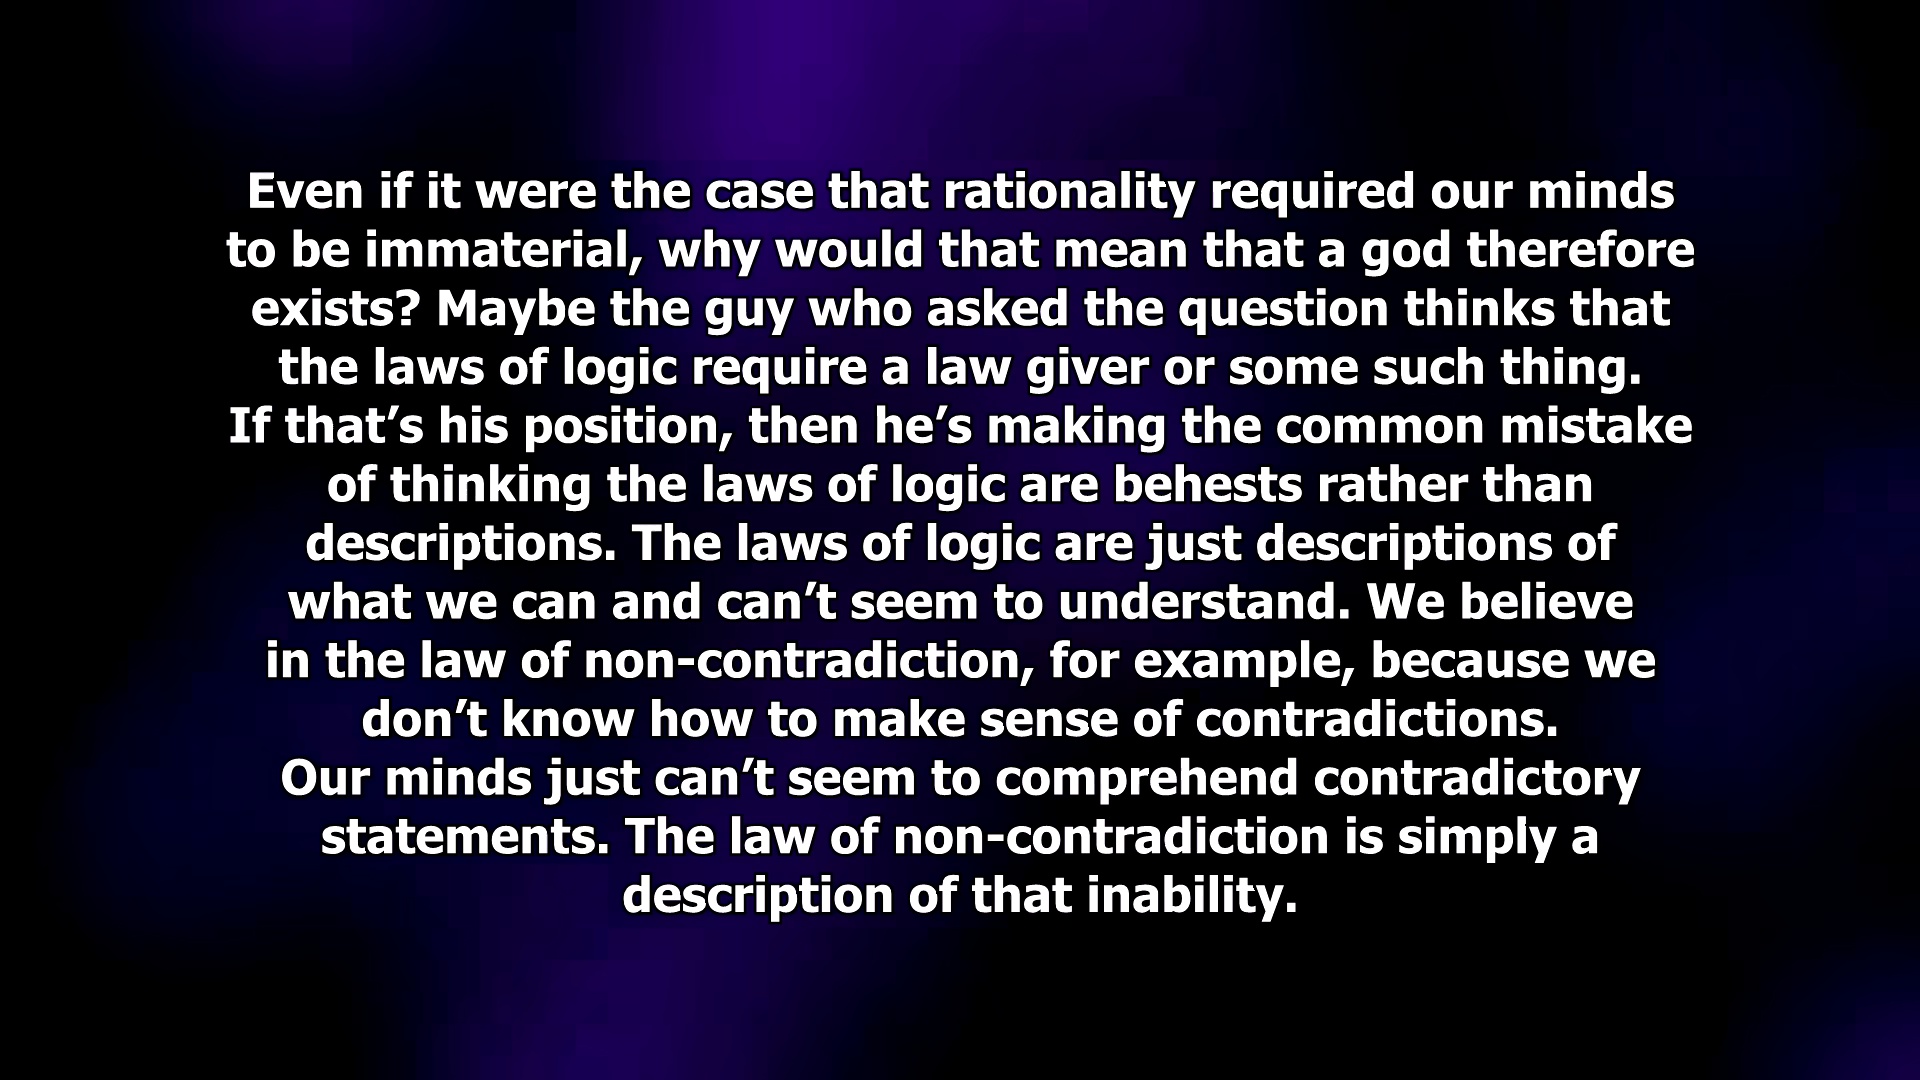 Even if it were the case that rationality required our minds
to be immaterial, why would that mean that a god therefore
exists? Maybe the guy who asked the question thinks that
the laws of logic require a law giver or some such thing.
If that’s his position, then he’s making the common mistake
of thinking the laws of logic are behests rather than
descriptions. The laws of logic are just descriptions of
what we can and can’t seem to understand. We believe
in the law of non-contradiction, for example, because we
don’t know how to make sense of contradictions.
Our minds just can’t seem to comprehend contradictory
statements. The law of non-contradiction is simply a
description of that inability.